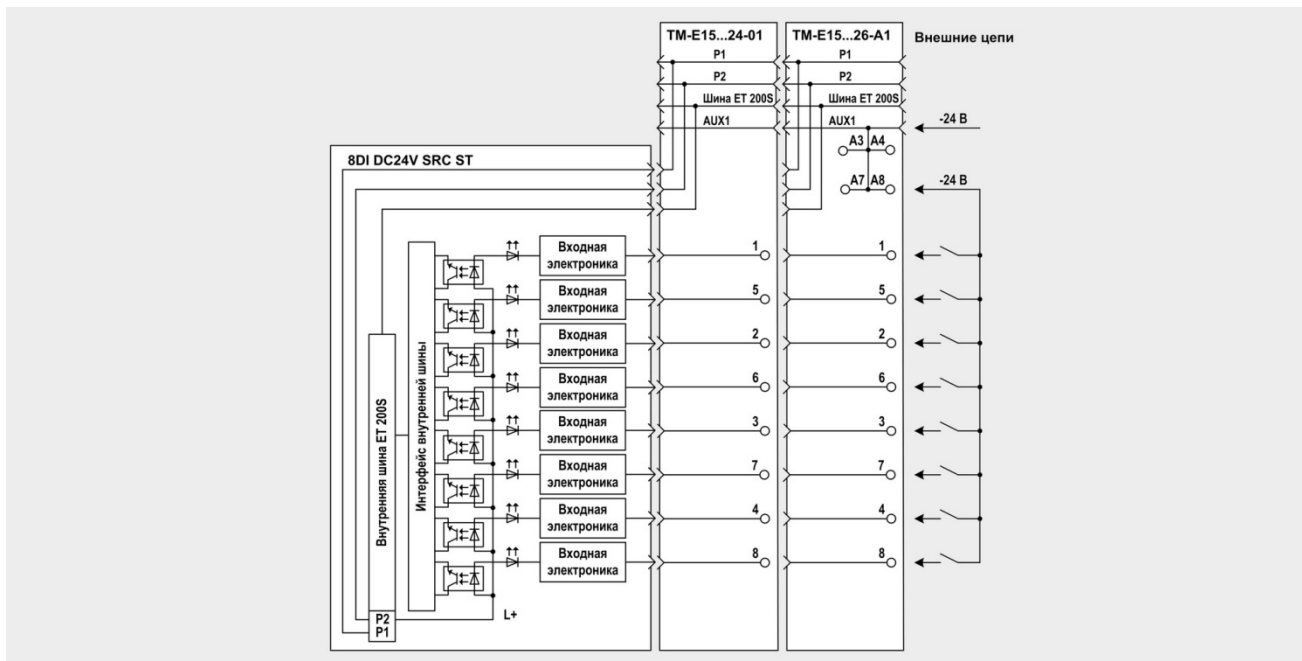 TM-E15...24-01
TM-E15...26-A1
Внешние цепи
P1
P1
P2
P2
Шина ET 200S
Шина ET 200S
AUX1
AUX1
-24 В
A3 A4
8DI DC24V SRC ST
A7 A8
-24 В
Входная
электроника
1
1
Входная
электроника
5
5
Входная
электроника
2
2
Входная
электроника
6
6
Входная
электроника
3
3
Входная
электроника
7
7
Входная
электроника
4
4
Входная
электроника
8
8
Интерфейс внутренней шины
Внутренняя шина ET 200S
L+
P2
P1